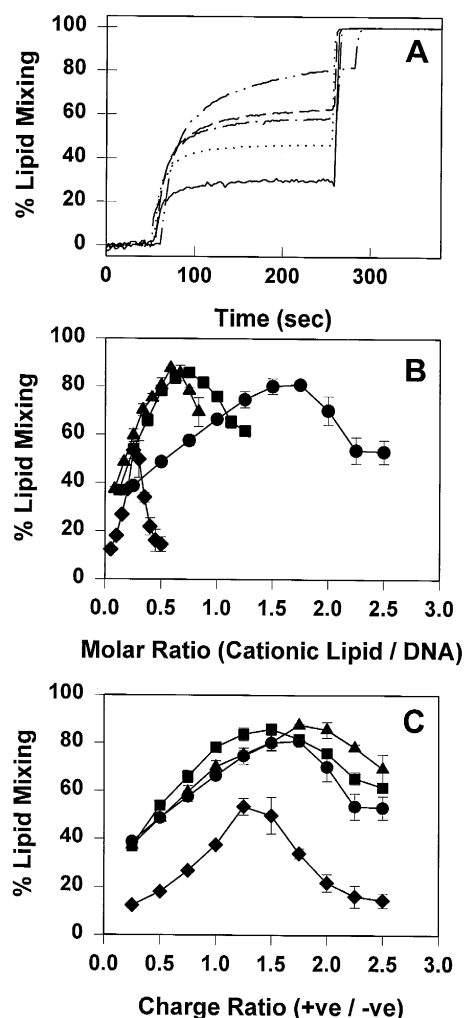 A
100
80
60
40
20
0
% Lipid Mixing
0 100 200 300
Time (sec)
B
100
80
60
40
20
0
% Lipid Mixing
0.0 0.5 1.0 1.5 2.0 2.5 3.0
Molar Ratio (Cationic Lipid / DNA)
C
100
80
60
40
20
0
% Lipid Mixing
0.0 0.5 1.0 1.5 2.0 2.5 3.0
Charge Ratio (+ve / -ve)